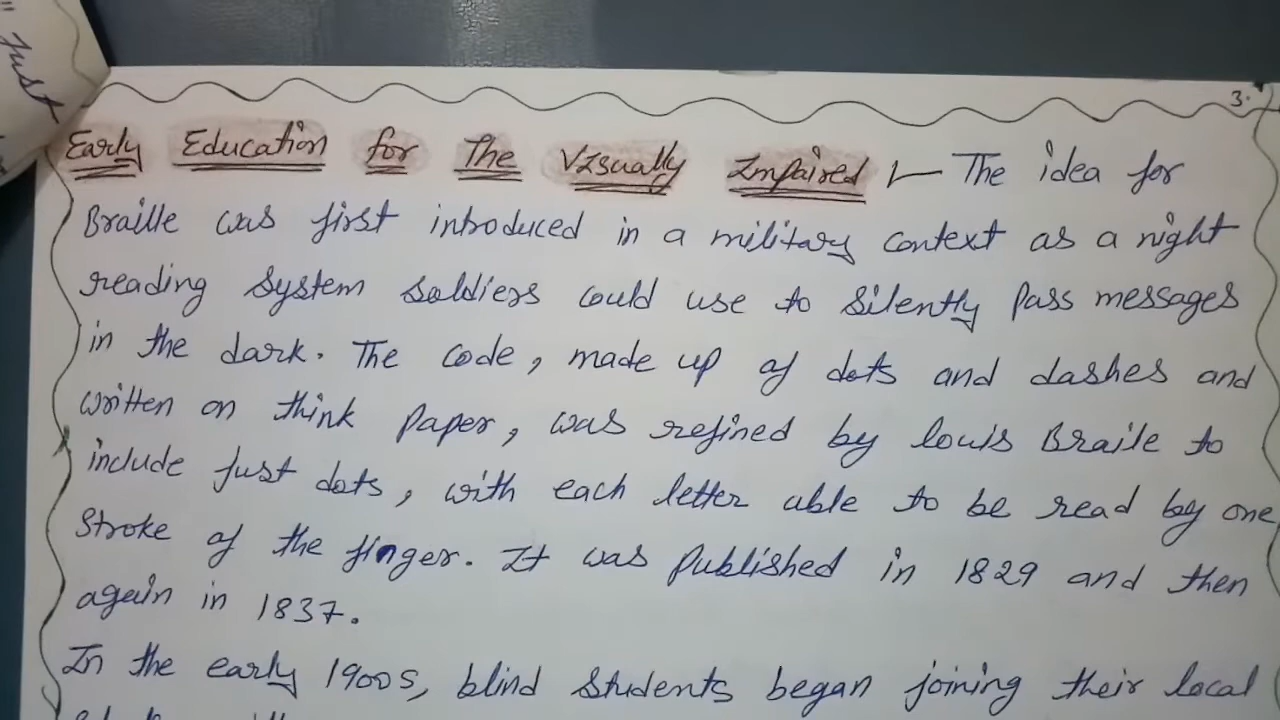 Just
3.
Early Education for The Visually Impaired :- The idea for
Braille was first introduced in a military context as a night
reading system soldiers could use to silently pass messages
in the dark. The code, made up of dots and dashes and
written on think paper, was refined by louis Braile to
include just dots, with each letter able to be read by one
stroke of the finger. It was published in 1829 and then
again in 1837.
In the early 1900s, blind students began joining their local